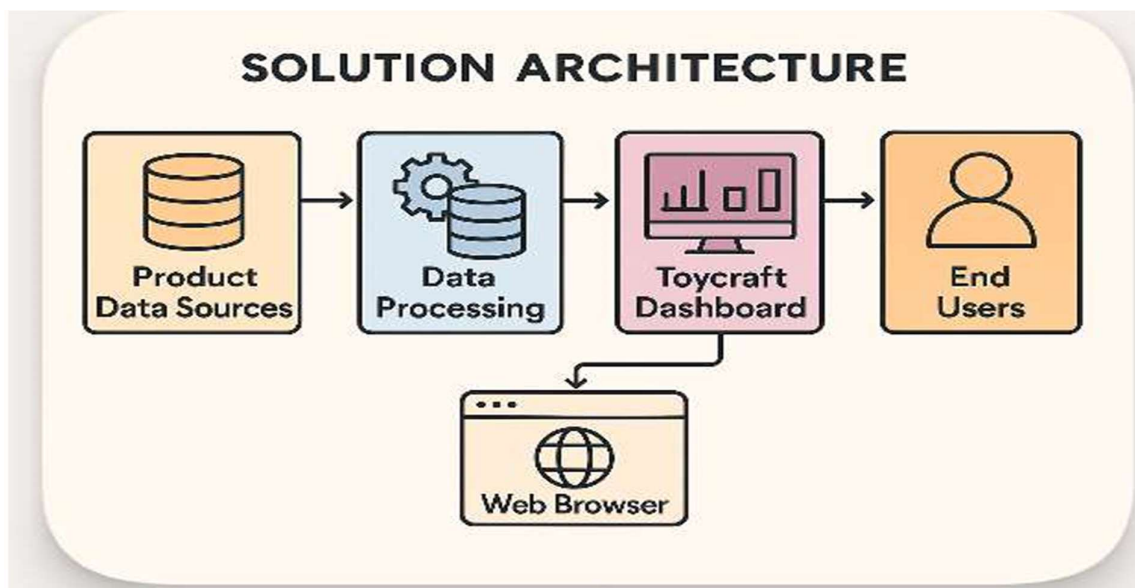 SOLUTION ARCHITECTURE
Product
Data Sources
Data
Processing
Toycraft
Dashboard
End
Users
Web Browser